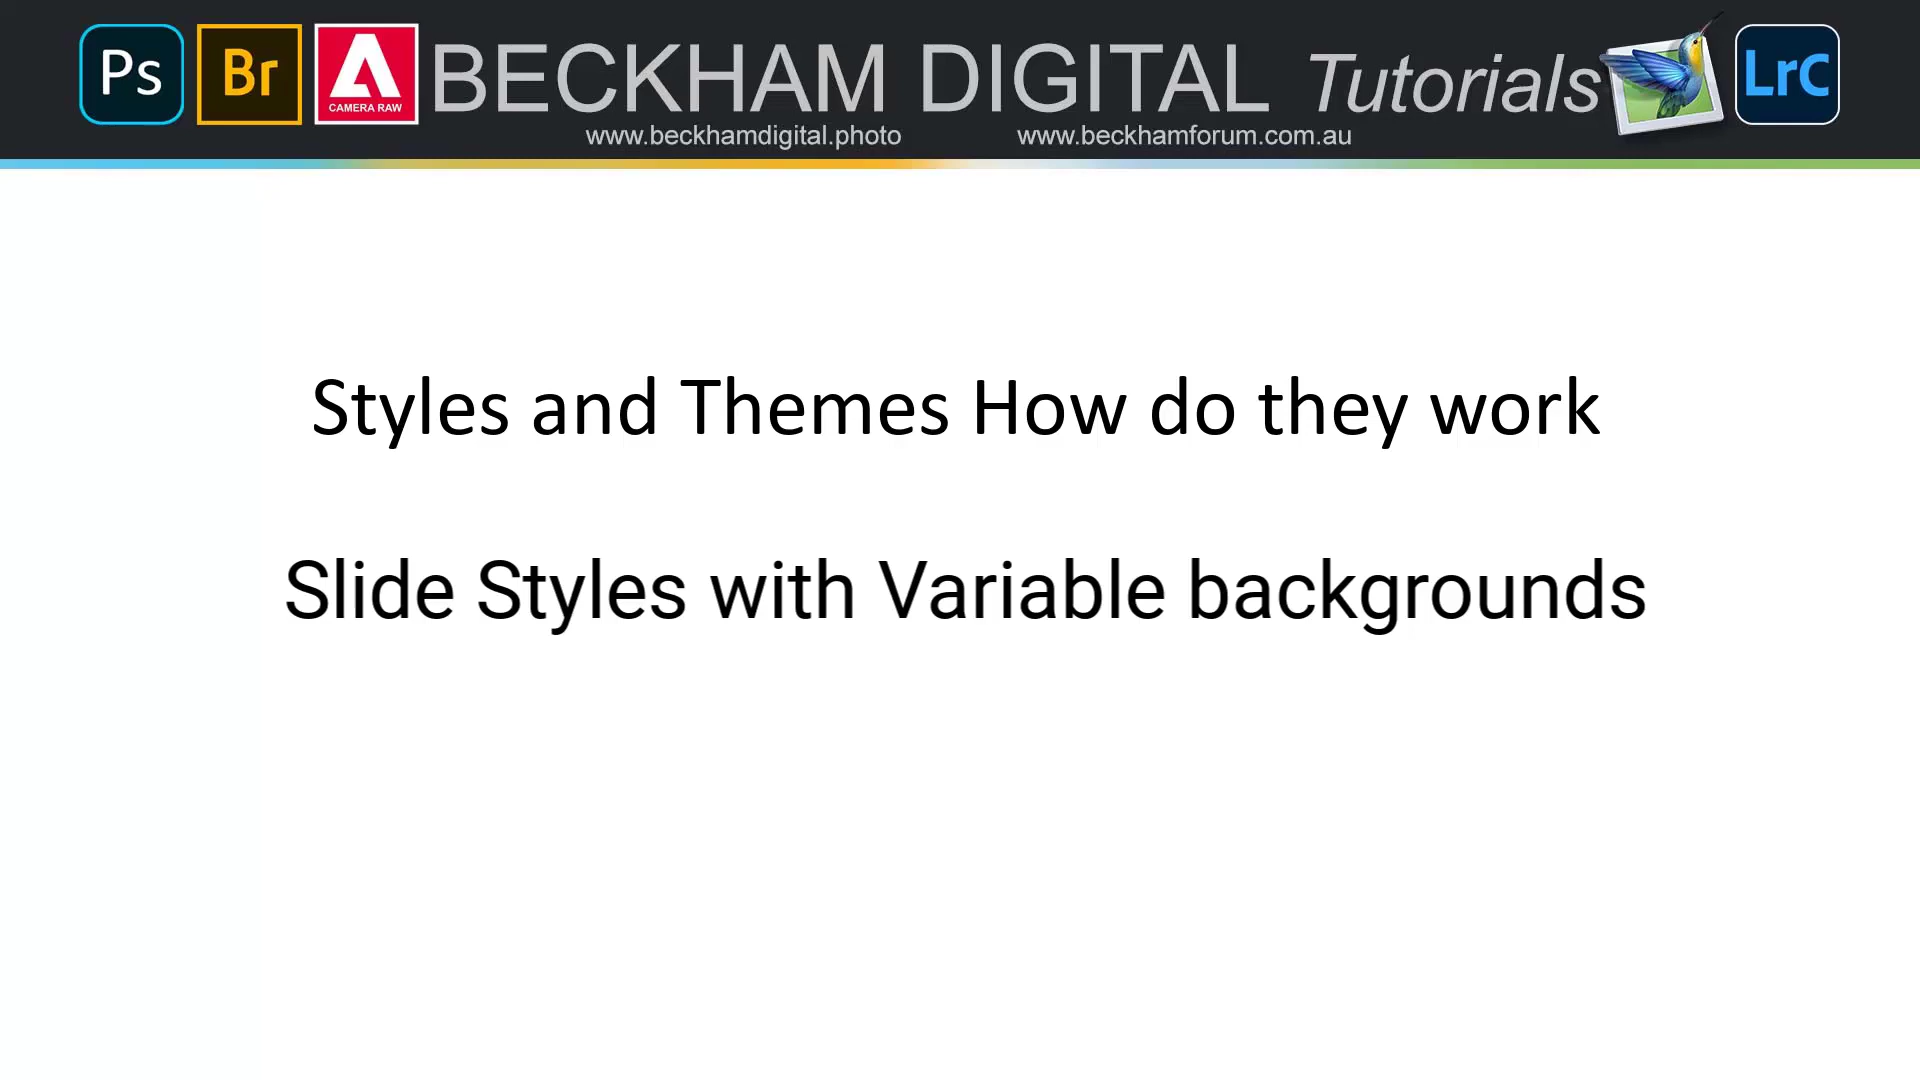 Ps Br CAMERA RAW BECKHAM DIGITAL Tutorials LrC
www.beckhamdigital.photo www.beckhamforum.com.au
Styles and Themes How do they work
Slide Styles with Variable backgrounds